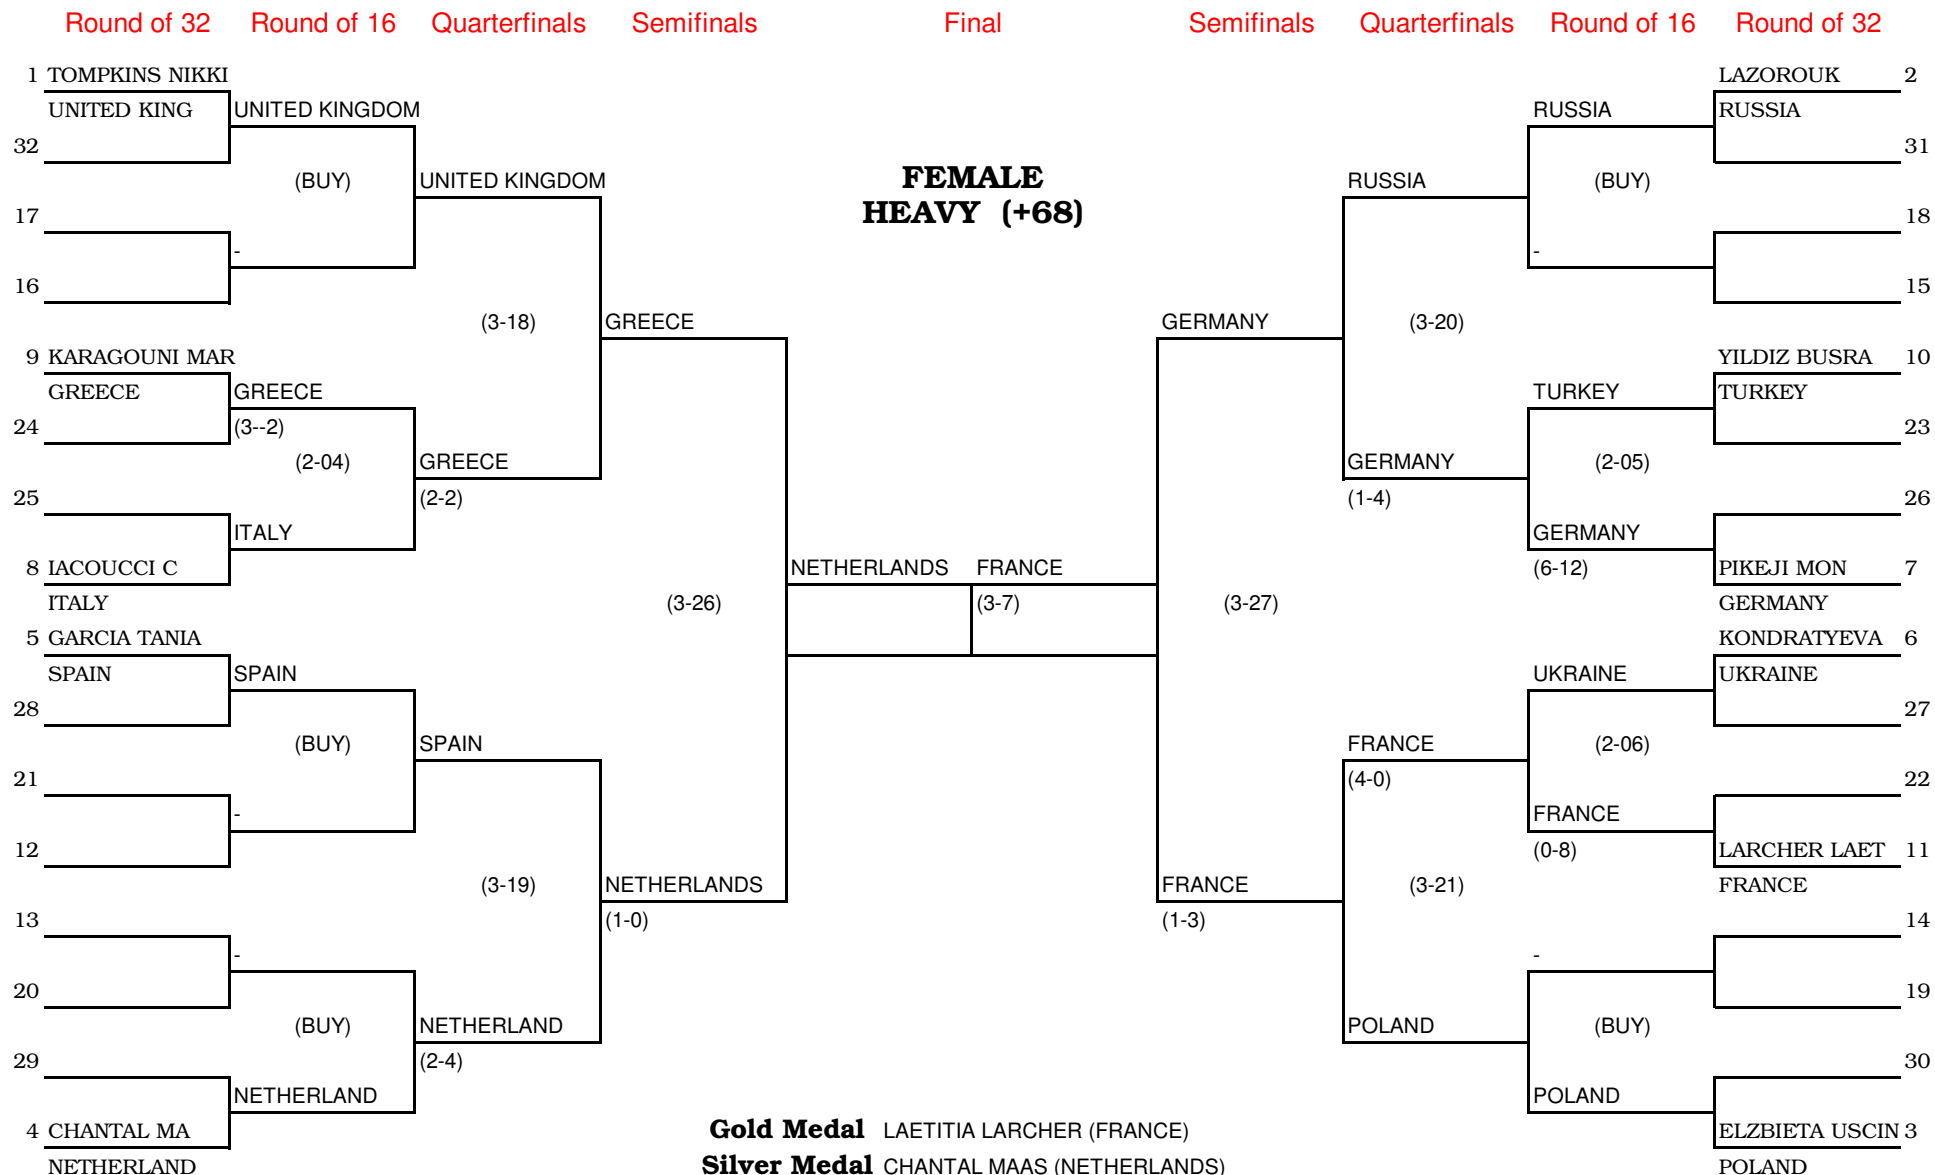 Round of 32 Round of 16 Quarterfinals Semifinals Final Semifinals Quarterfinals Round of 16 Round of 32
1 TOMPKINS NIKKI LAZOROUK 2
UNITED KING UNITED KINGDOM RUSSIA RUSSIA
32 31
(BUY) UNITED KINGDOM FEMALE RUSSIA (BUY)
17 HEAVY (+68) 18
- -
16 15
(3-18) GREECE GERMANY (3-20)
9 KARAGOUNI MAR YILDIZ BUSRA 10
GREECE GREECE TURKEY TURKEY
24 (3--2) 23
(2-04) GREECE GERMANY (2-05)
25 (2-2) (1-4) 26
ITALY GERMANY
8 IACOUCCI C NETHERLANDS FRANCE (6-12) PIKEJI MON 7
ITALY (3-26) (3-7) (3-27) GERMANY
5 GARCIA TANIA KONDRATYEVA 6
SPAIN SPAIN UKRAINE UKRAINE
28 27
(BUY) SPAIN FRANCE (2-06)
21 (4-0) 22
- FRANCE
12 (0-8) LARCHER LAET 11
(3-19) NETHERLANDS FRANCE (3-21) FRANCE
13 (1-0) (1-3) 14
- -
20 19
(BUY) NETHERLAND POLAND (BUY)
29 (2-4) 30
NETHERLAND POLAND
4 CHANTAL MA Gold Medal LAETITIA LARCHER (FRANCE) ELZBIETA USCIN 3
NETHERLAND Silver Medal CHANTAL MAAS (NETHERLANDS) POLAND